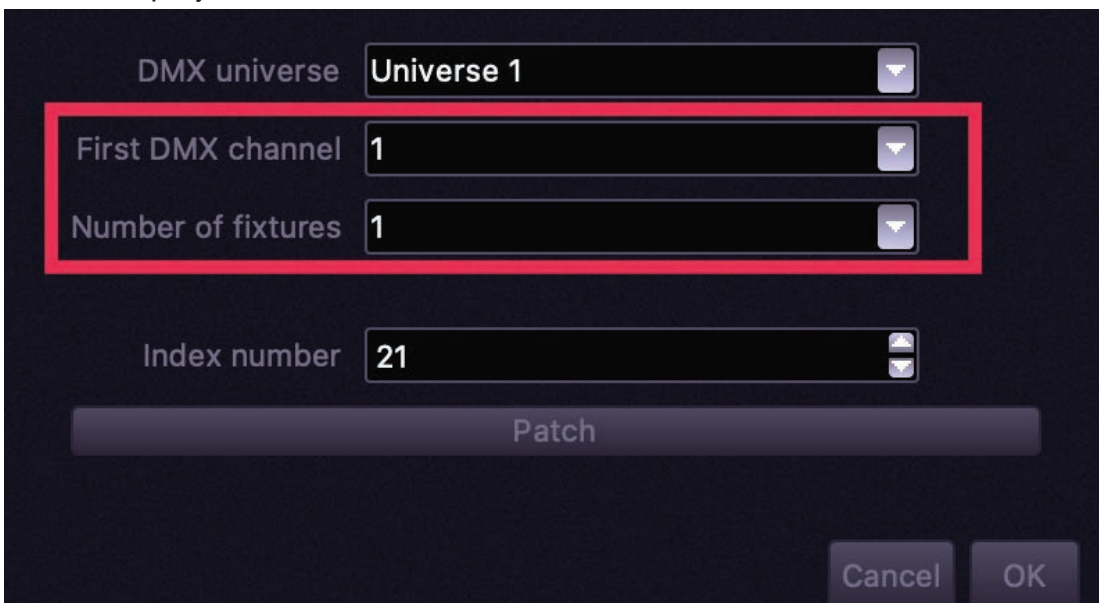 DMX universe Universe 1
First DMX channel 1
Number of fixtures 1
Index number 21
Patch
Cancel OK